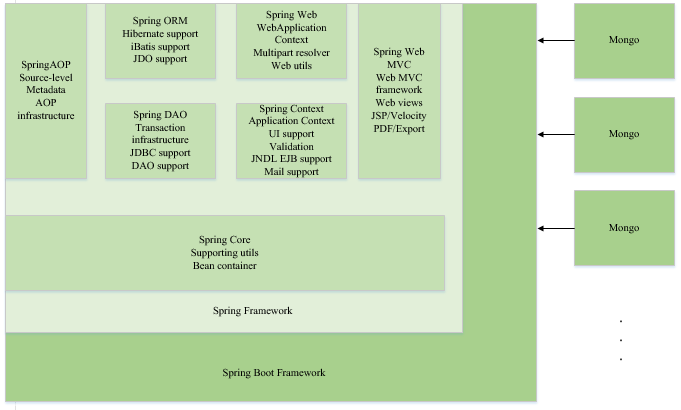 SpringAOP
Source-level
Metadata
AOP
infrastructure
Spring ORM
Hibernate support
iBatis support
JDO support
Spring Web
WebApplication
Context
Multipart resolver
Web utils
Spring Web
MVC
Web MVC
framework
Web views
JSP/Velocity
PDF/Export
Spring DAO
Transaction
infrastructure
JDBC support
DAO support
Spring Context
Application Context
UI support
Validation
JNDL EJB support
Mail support
Spring Core
Supporting utils
Bean container
Spring Framework
Spring Boot Framework
Mongo
Mongo
Mongo
.
.
.